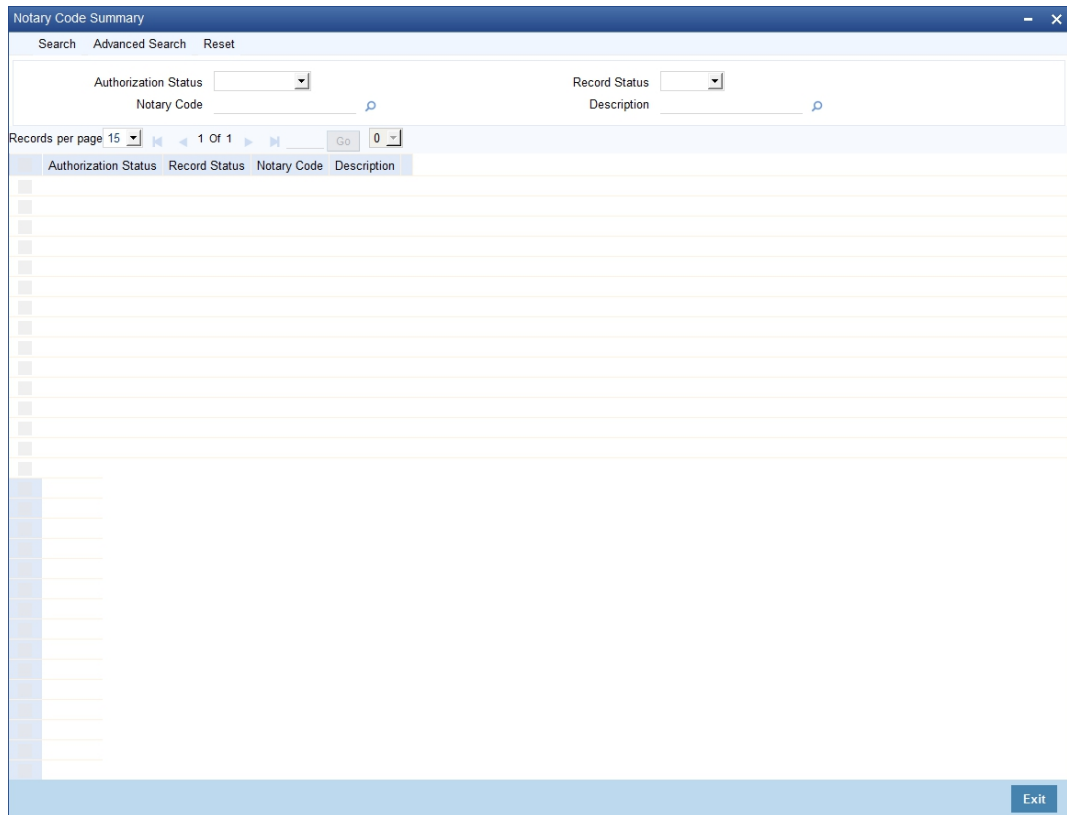 Notary Code Summary
Search Advanced Search Reset
Authorization Status Record Status
Notary Code Description
Records per page 15 1 Of 1 Go 0
Authorization Status Record Status Notary Code Description
Exit